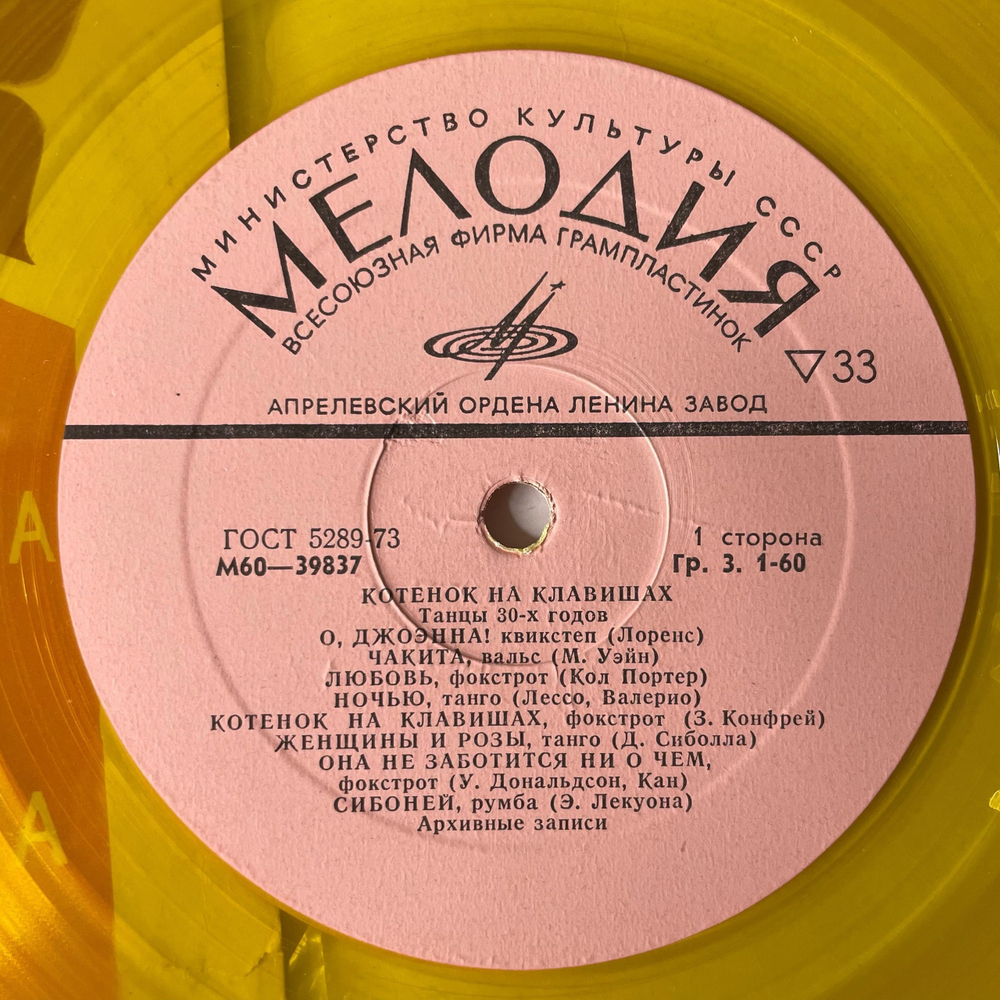 МИНИСТЕРСТВО КУЛЬТУРЫ СССР
МЕЛОДИЯ
ВСЕСОЮЗНАЯ ФИРМА ГРАМПЛАСТИНОК
▽33
АПРЕЛЕВСКИЙ ОРДЕНА ЛЕНИНА ЗАВОД
ГОСТ 5289-73
1 сторона
М60—39837
Гр. 3. 1-60
КОТЕНОК НА КЛАВИШАХ
Танцы 30-х годов
О, ДЖОЭННА! квикстеп (Лоренс)
ЧАКИТА, вальс (М. Уэйн)
ЛЮБОВЬ, фокстрот (Кол Портер)
НОЧЬЮ, танго (Лессо, Валерио)
КОТЕНОК НА КЛАВИШАХ, фокстрот (З. Конфрей)
ЖЕНЩИНЫ И РОЗЫ, танго (Д. Сиболла)
ОНА НЕ ЗАБОТИТСЯ НИ О ЧЕМ,
фокстрот (У. Дональдсон, Кан)
СИБОНЕЙ, румба (Э. Лекуона)
Архивные записи
А
А